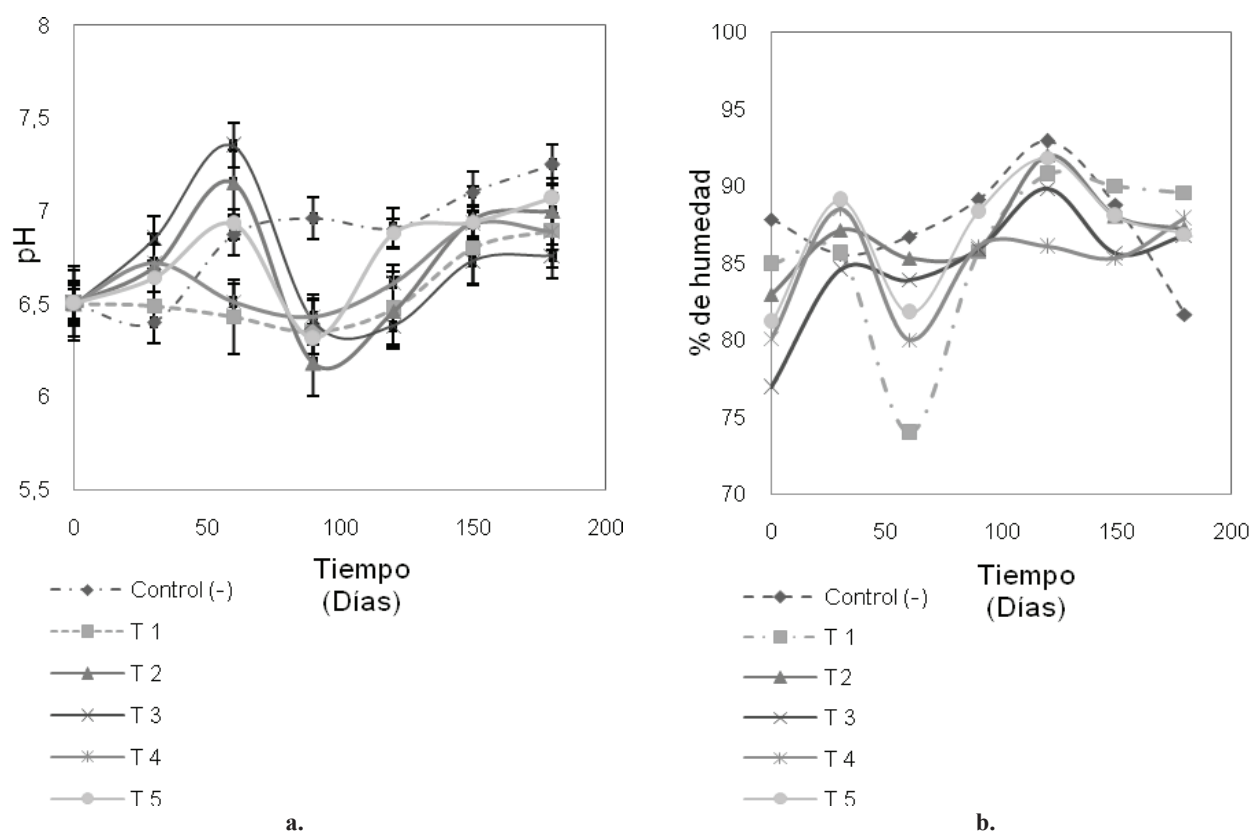 8
7,5
7
6,5
6
5,5
pH
0
50
100
150
200
Tiempo
(Días)
Control (-)
T 1
T 2
T 3
T 4
T 5
a.
100
95
90
85
80
75
70
% de humedad
0
50
100
150
200
Tiempo
(Días)
Control (-)
T 1
T 2
T 3
T 4
T 5
b.